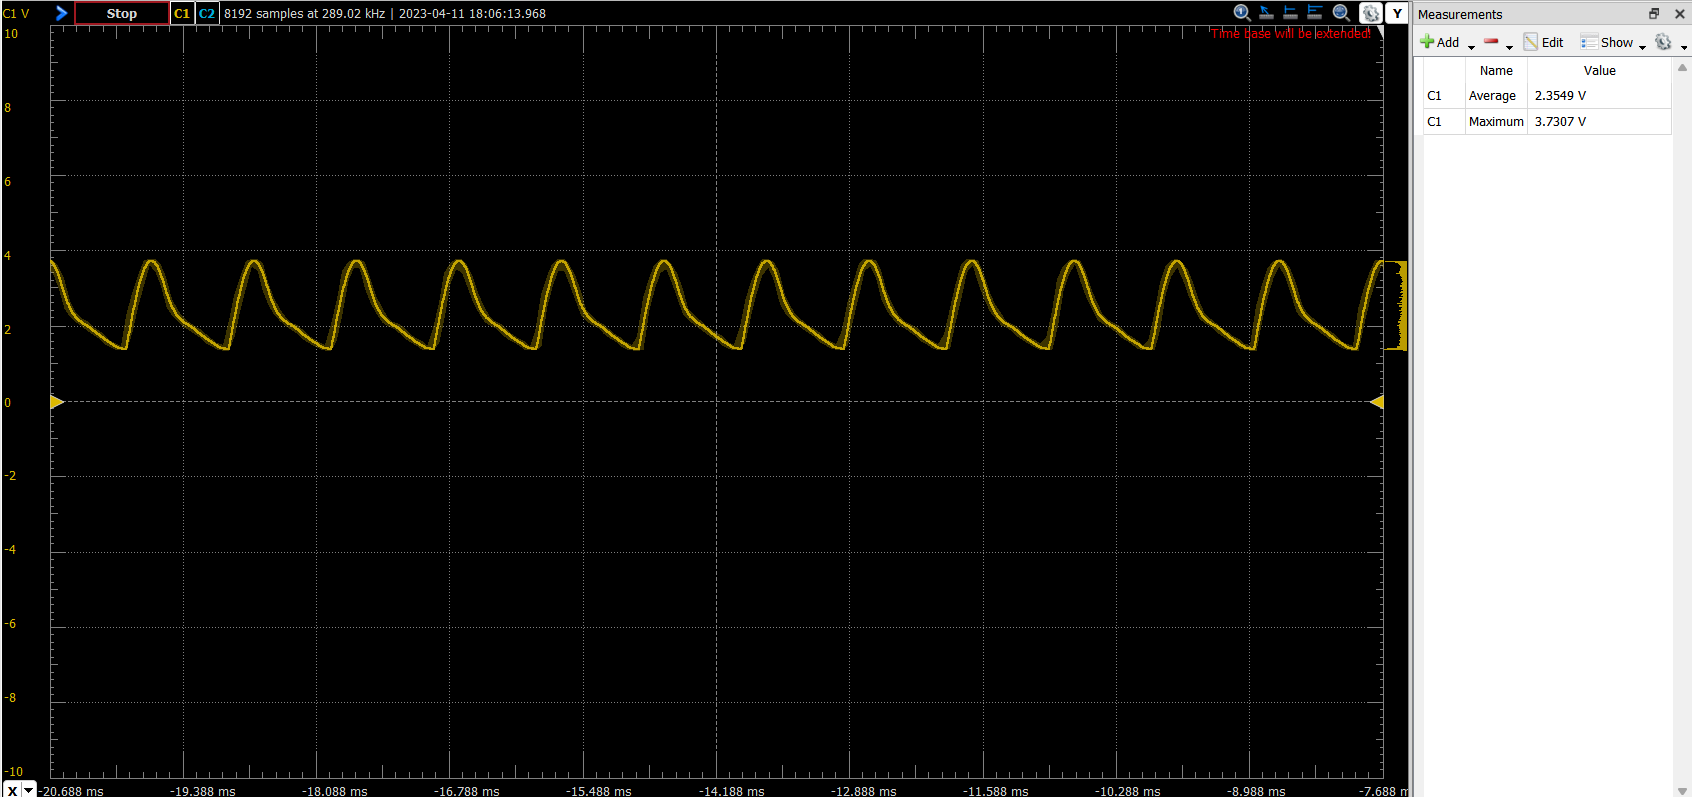 C1 V Stop C1 C2 8192 samples at 289.02 kHz | 2023-04-11 18:06:13.968 Y
Time base will be extended!
10
8
6
4
2
0
-2
-4
-6
-8
-10
X -20.688 ms -19.388 ms -18.088 ms -16.788 ms -15.488 ms -14.188 ms -12.888 ms -11.588 ms -10.288 ms -8.988 ms -7.688 m
Measurements
Add Edit Show
Name Value
C1 Average 2.3549 V
C1 Maximum 3.7307 V